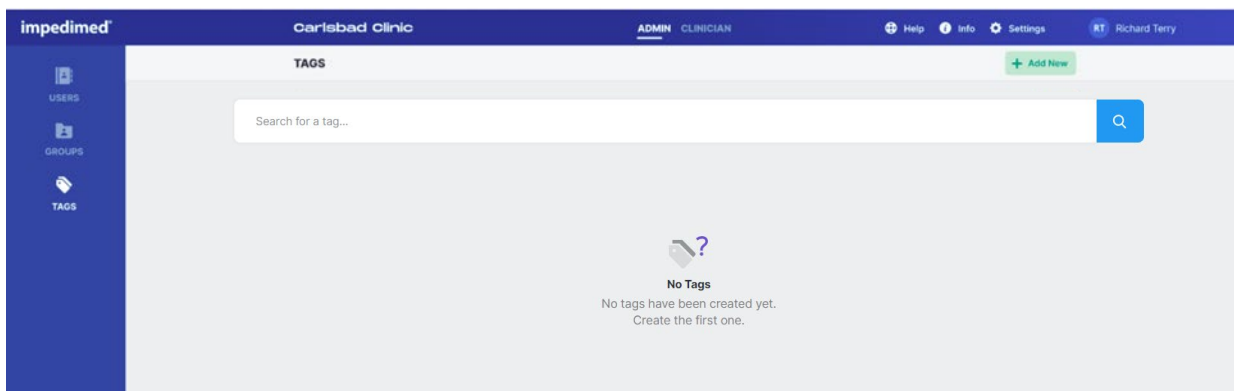 impedimed®
Carlsbad Clinic
ADMIN CLINICIAN
Help
Info
Settings
RT Richard Terry
USERS
GROUPS
TAGS
TAGS
+ Add New
Search for a tag...
?
No Tags
No tags have been created yet.
Create the first one.